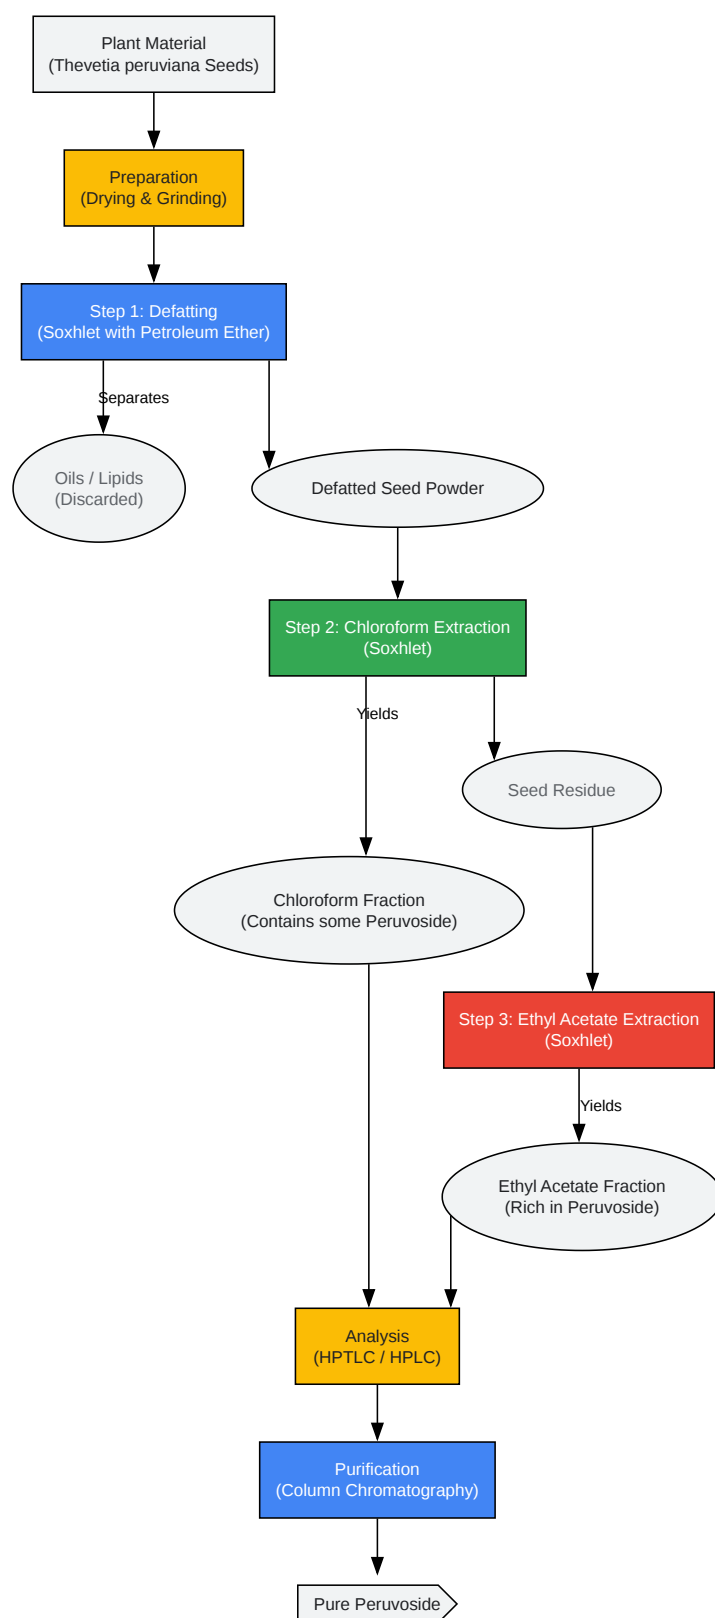 Plant Material
(Thevetia peruviana Seeds)
Preparation
(Drying & Grinding)
Step 1: Defatting
(Soxhlet with Petroleum Ether)
Separates
Oils / Lipids
(Discarded)
Defatted Seed Powder
Step 2: Chloroform Extraction
(Soxhlet)
Yields
Seed Residue
Chloroform Fraction
(Contains some Peruvoside)
Step 3: Ethyl Acetate Extraction
(Soxhlet)
Yields
Ethyl Acetate Fraction
(Rich in Peruvoside)
Analysis
(HPTLC / HPLC)
Purification
(Column Chromatography)
Pure Peruvoside